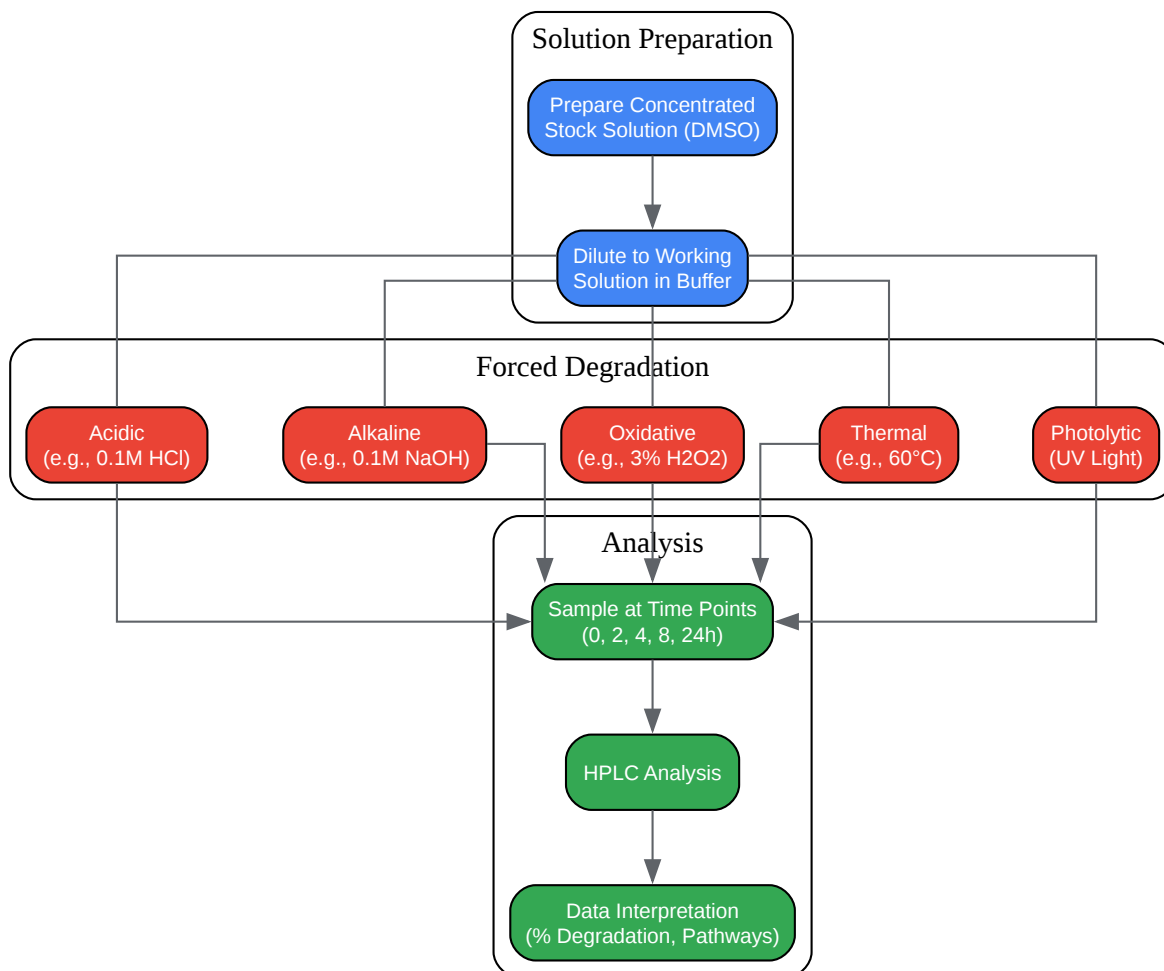 Solution Preparation
Prepare Concentrated
Stock Solution (DMSO)
Dilute to Working
Solution in Buffer
Forced Degradation
Acidic
(e.g., 0.1M HCl)
Alkaline
(e.g., 0.1M NaOH)
Oxidative
(e.g., 3% H2O2)
Thermal
(e.g., 60°C)
Photolytic
(UV Light)
Analysis
Sample at Time Points
(0, 2, 4, 8, 24h)
HPLC Analysis
Data Interpretation
(% Degradation, Pathways)